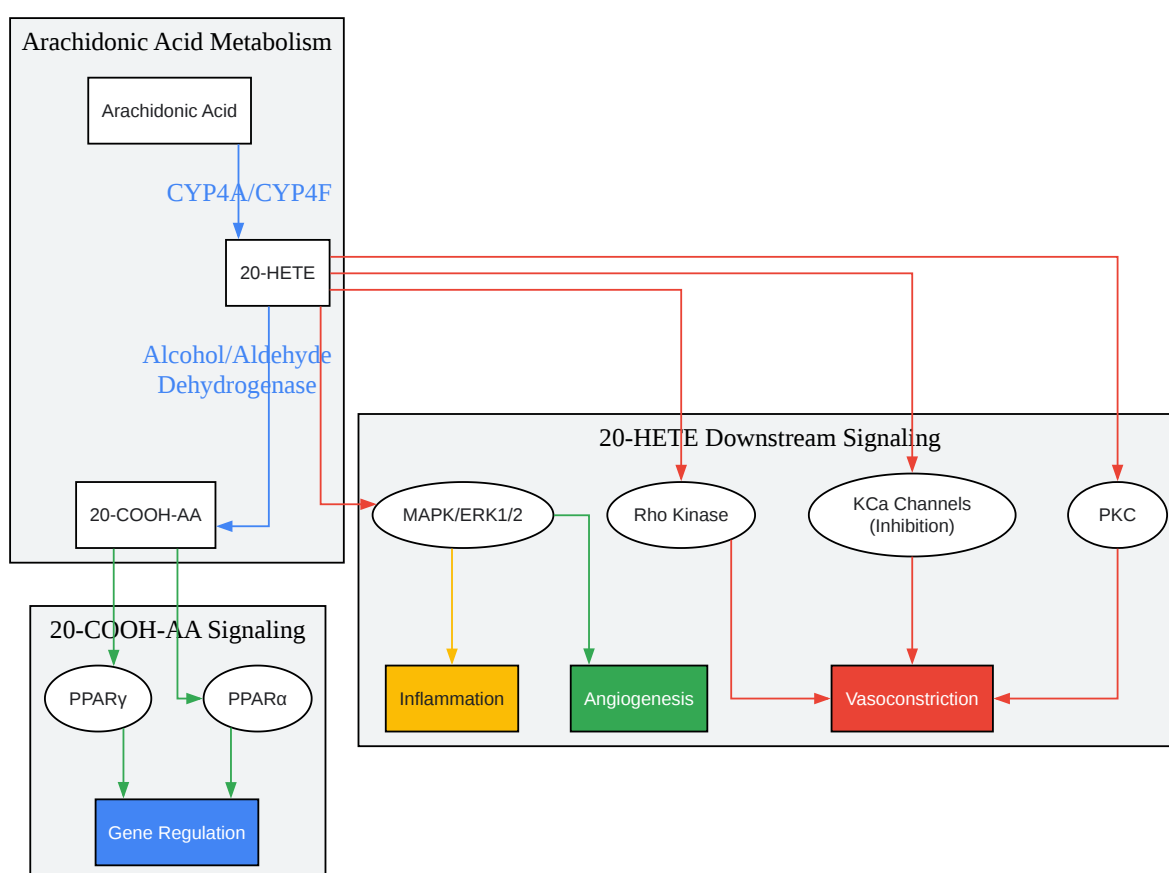 Arachidonic Acid Metabolism
Arachidonic Acid
CYP4A/CYP4F
20-HETE
Alcohol/Aldehyde
Dehydrogenase
20-COOH-AA
20-HETE Downstream Signaling
MAPK/ERK1/2
Rho Kinase
KCa Channels
(Inhibition)
PKC
Inflammation
Angiogenesis
Vasoconstriction
20-COOH-AA Signaling
PPARγ
PPARα
Gene Regulation